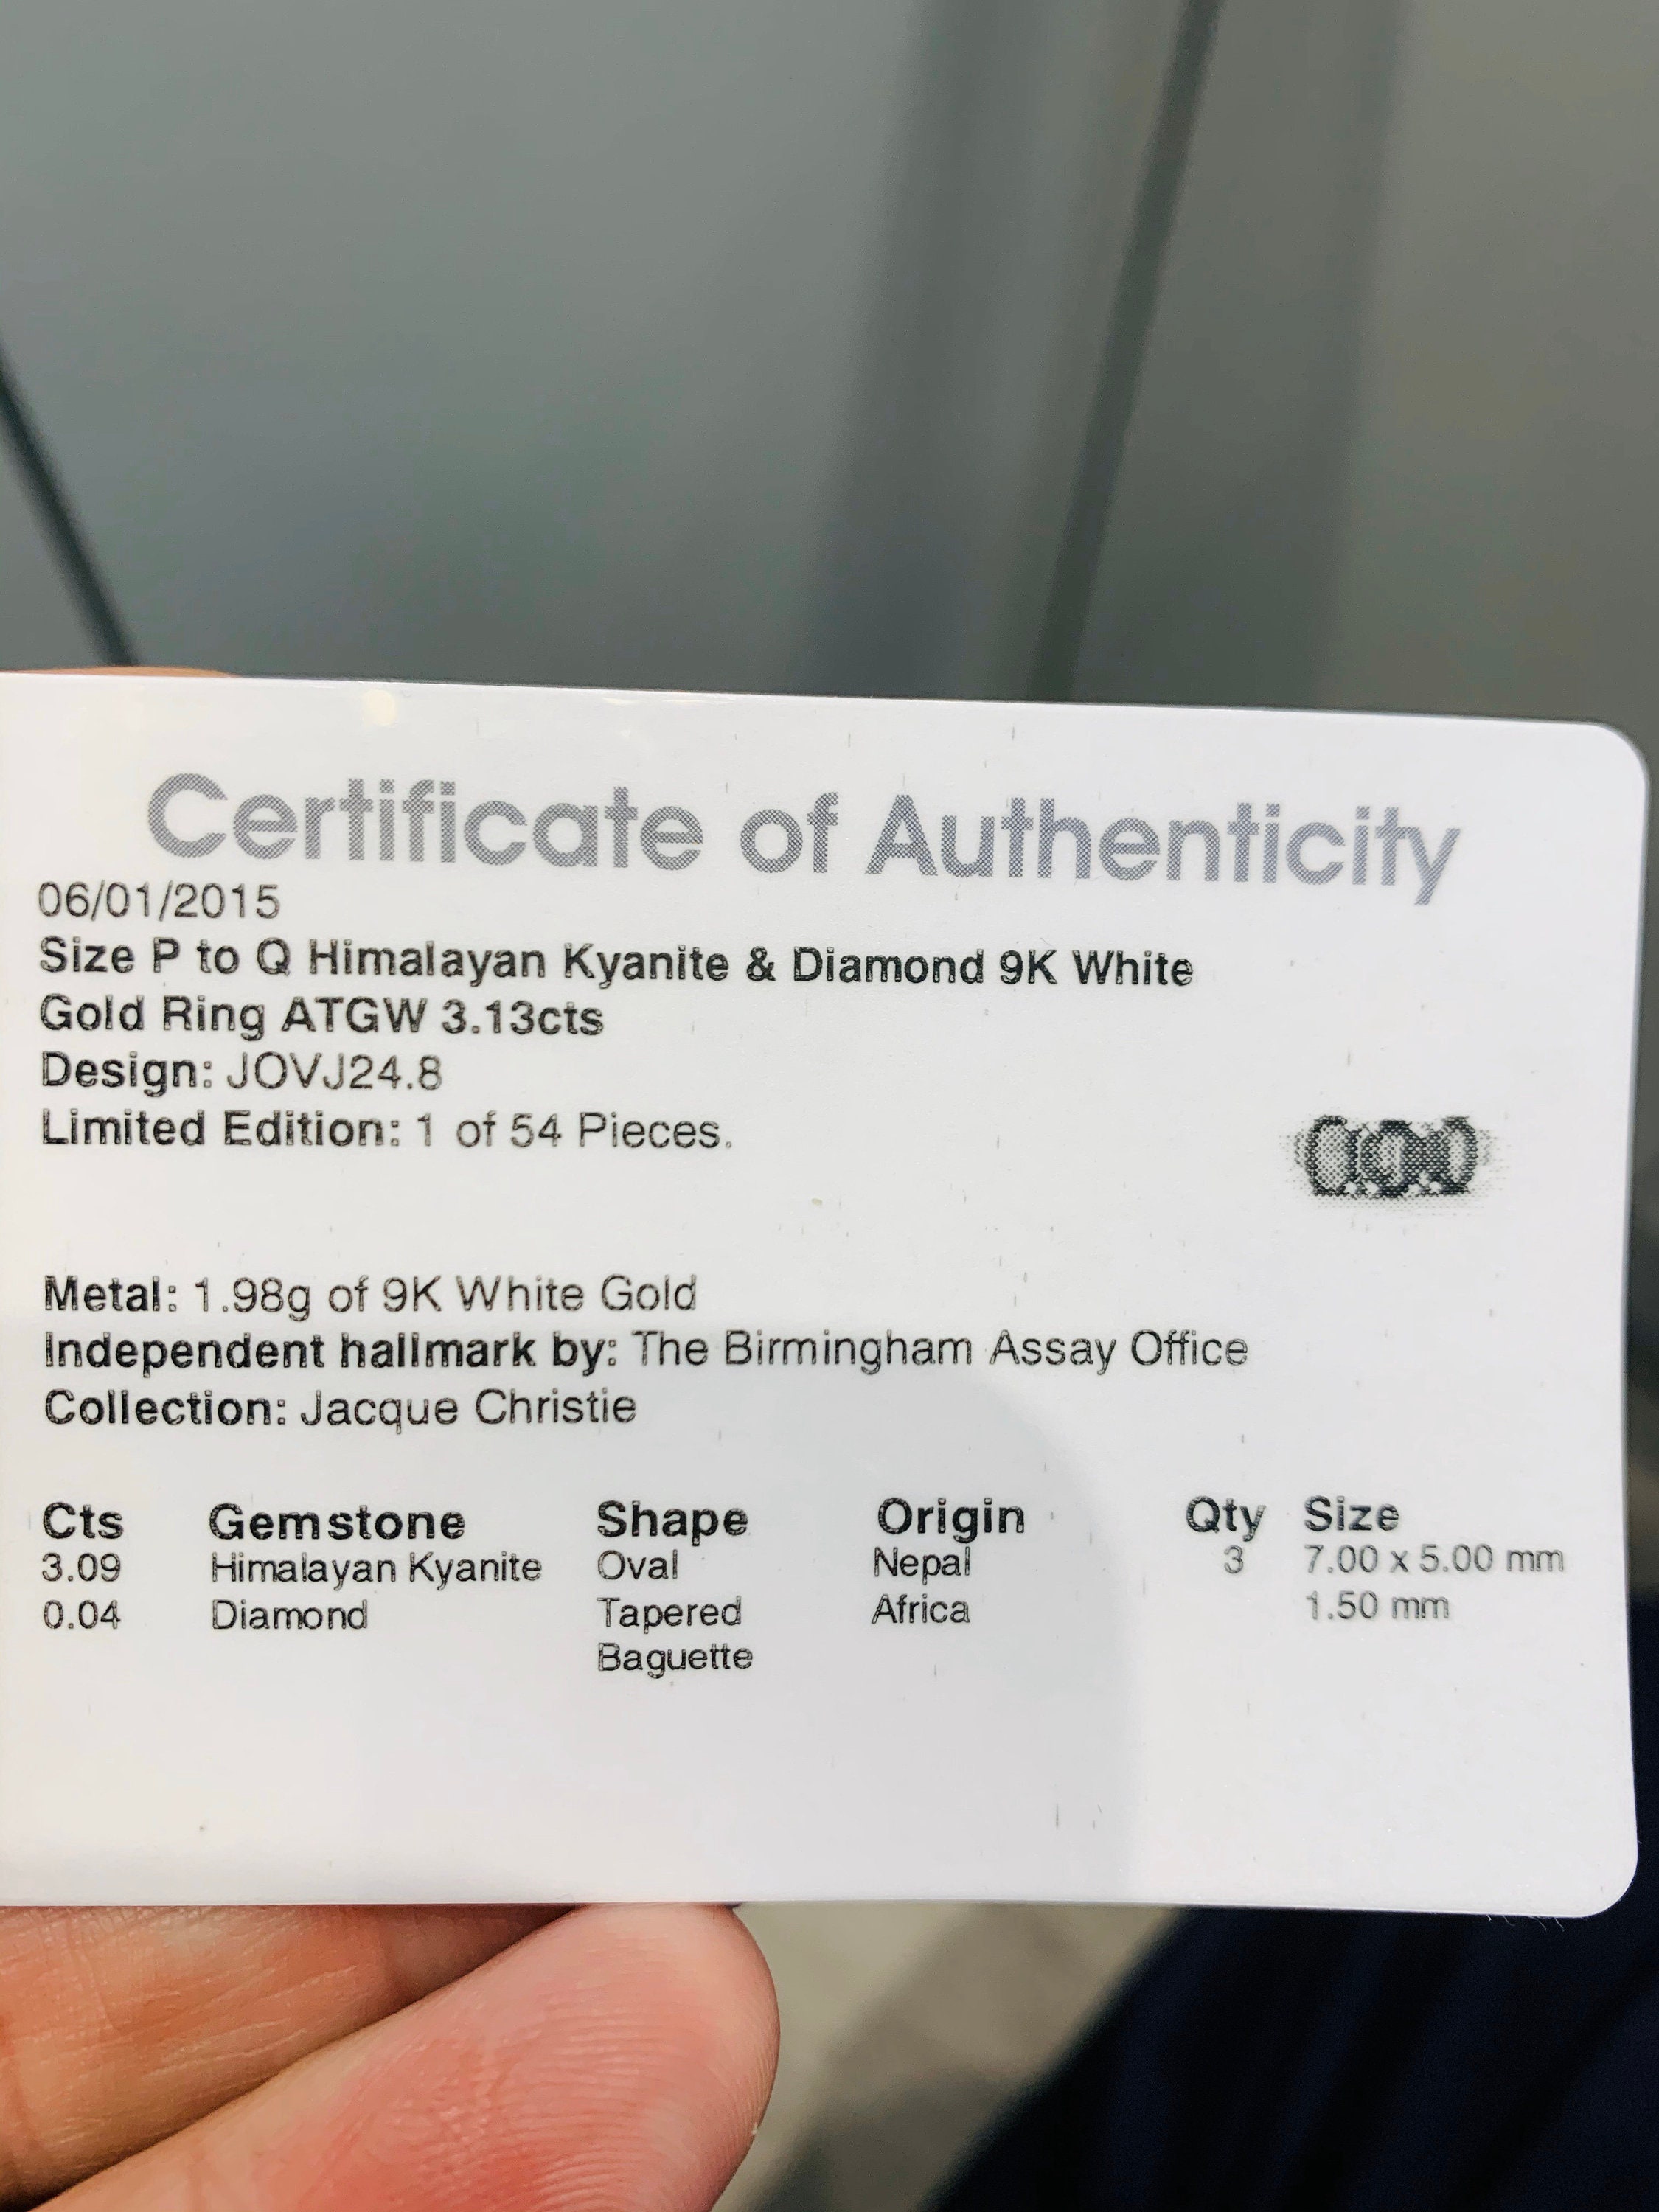 Certificate of Authenticity
06/01/2015
Size P to Q Himalayan Kyanite & Diamond 9K White
Gold Ring ATGW 3.13cts
Design: JOVJ24.8
Limited Edition: 1 of 54 Pieces.
Metal: 1.98g of 9K White Gold
Independent hallmark by: The Birmingham Assay Office
Collection: Jacque Christie
Cts Gemstone Shape Origin Qty Size
3.09 Himalayan Kyanite Oval Nepal 3 7.00 x 5.00 mm
0.04 Diamond Tapered Africa 1.50 mm
Baguette